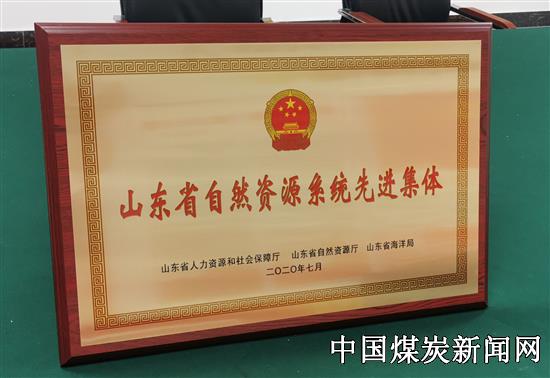 山东省自然资源系统先进集体
山东省人力资源和社会保障厅 山东省自然资源厅 山东省海洋局
二〇二〇年七月
中国煤炭新闻网